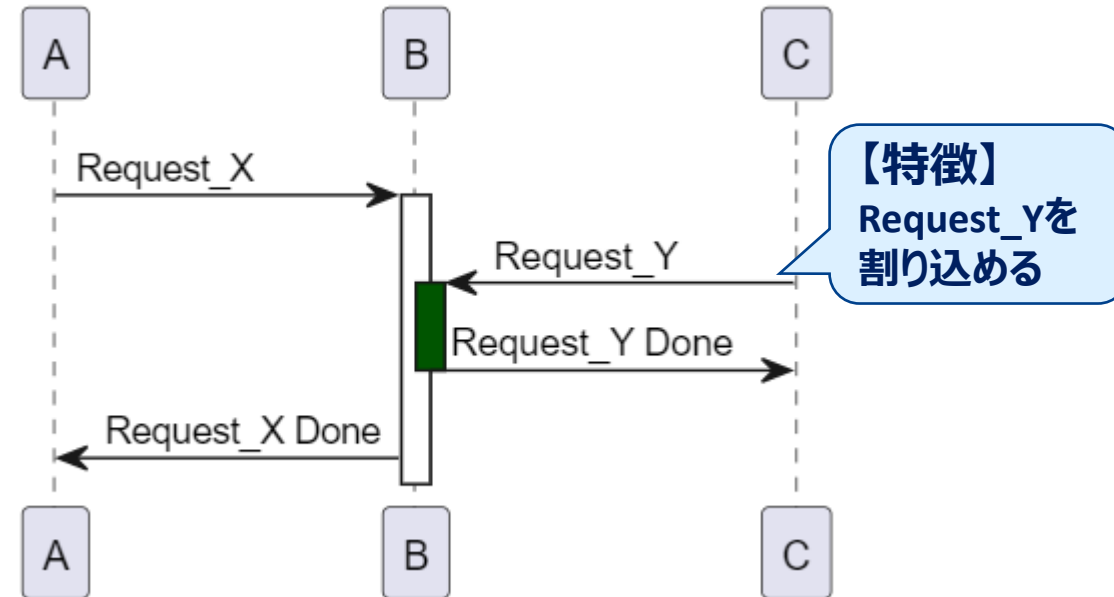 A
B
C
Request_X
【特徴】
Request_Yを
割り込める
Request_Y
Request_Y Done
Request_X Done
A
B
C